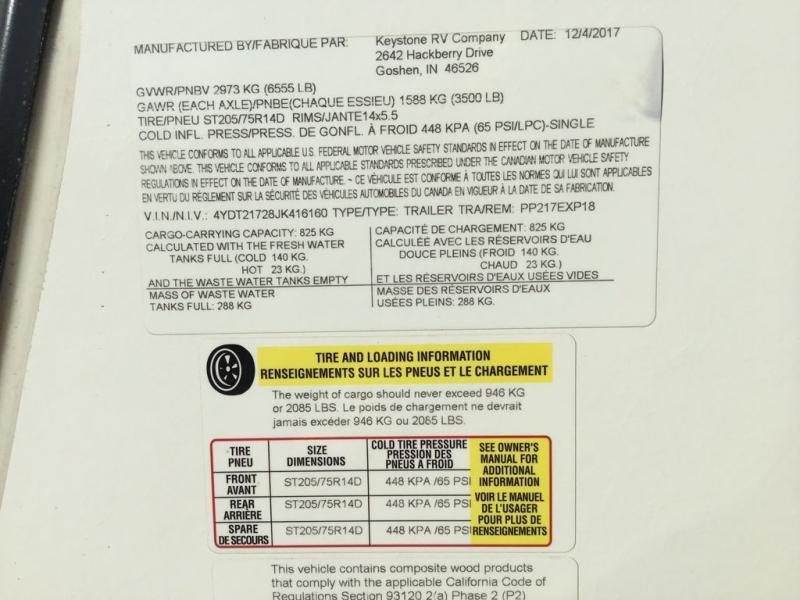 MANUFACTURED BY/FABRIQUE PAR: Keystone RV Company DATE: 12/4/2017
2642 Hackberry Drive
Goshen, IN 46526
GVWR/PNBV 2973 KG (6555 LB)
GAWR (EACH AXLE)/PNBE(CHAQUE ESSIEU) 1588 KG (3500 LB)
TIRE/PNEU ST205/75R14D RIMS/JANTE14x5.5
COLD INFL. PRESS/PRESS. DE GONFL. À FROID 448 KPA (65 PSI/LPC)-SINGLE
THIS VEHICLE CONFORMS TO ALL APPLICABLE U.S. FEDERAL MOTOR VEHICLE SAFETY STANDARDS IN EFFECT ON THE DATE OF MANUFACTURE
SHOWN ABOVE. THIS VEHICLE CONFORMS TO ALL APPLICABLE STANDARDS PRESCRIBED UNDER THE CANADIAN MOTOR VEHICLE SAFETY
REGULATIONS IN EFFECT ON THE DATE OF MANUFACTURE. - CE VÉHICULE EST CONFORME À TOUTES LES NORMES QUI LUI SONT APPLICABLES
EN VERTU DU RÈGLEMENT SUR LA SÉCURITÉ DES VÉHICULES AUTOMOBILES DU CANADA EN VIGUEUR À LA DATE DE SA FABRICATION.
V.I.N./N.I.V.: 4YDT21728JK416160 TYPE/TYPE: TRAILER TRA/REM: PP217EXP18
CARGO-CARRYING CAPACITY: 825 KG
CALCULATED WITH THE FRESH WATER
TANKS FULL (COLD 140 KG.
HOT 23 KG.)
AND THE WASTE WATER TANKS EMPTY
MASS OF WASTE WATER
TANKS FULL: 288 KG.
CAPACITÉ DE CHARGEMENT: 825 KG
CALCULÉE AVEC LES RÉSERVOIRS D'EAU
DOUCE PLEINS (FROID 140 KG.
CHAUD 23 KG.)
ET LES RÉSERVOIRS D'EAUX USÉES VIDES
MASSE DES RÉSERVOIRS D'EAUX
USÉES PLEINS: 288 KG.
TIRE AND LOADING INFORMATION
RENSEIGNEMENTS SUR LES PNEUS ET LE CHARGEMENT
The weight of cargo should never exceed 946 KG
or 2085 LBS. Le poids de chargement ne devrait
jamais excéder 946 KG ou 2085 LBS.
TIRE
PNEU
SIZE
DIMENSIONS
COLD TIRE PRESSURE
PRESSION DES
PNEUS A FROID
FRONT
AVANT
ST205/75R14D
448 KPA /65 PSI
REAR
ARRIÈRE
ST205/75R14D
448 KPA /65 PSI
SPARE
DE SECOURS
ST205/75R14D
448 KPA /65 PSI
SEE OWNER'S
MANUAL FOR
ADDITIONAL
INFORMATION
VOIR LE MANUEL
DE L'USAGER
POUR PLUS DE
RENSEIGNEMENTS
This vehicle contains composite wood products
that comply with the applicable California Code of
Regulations Section 93120.2(a) Phase 2 (P2)